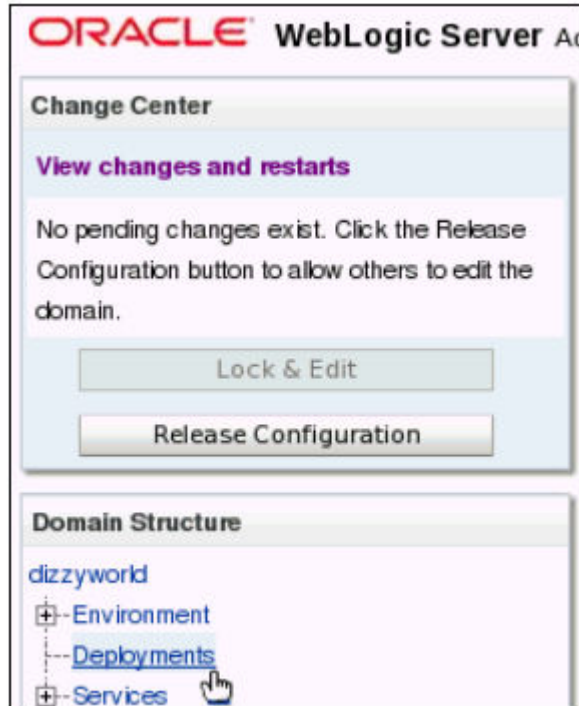 ORACLE WebLogic Server
Change Center
View changes and restarts
No pending changes exist. Click the Release
Configuration button to allow others to edit the
domain.
Lock & Edit
Release Configuration
Domain Structure
dizzyworld
Environment
Deployments
Services